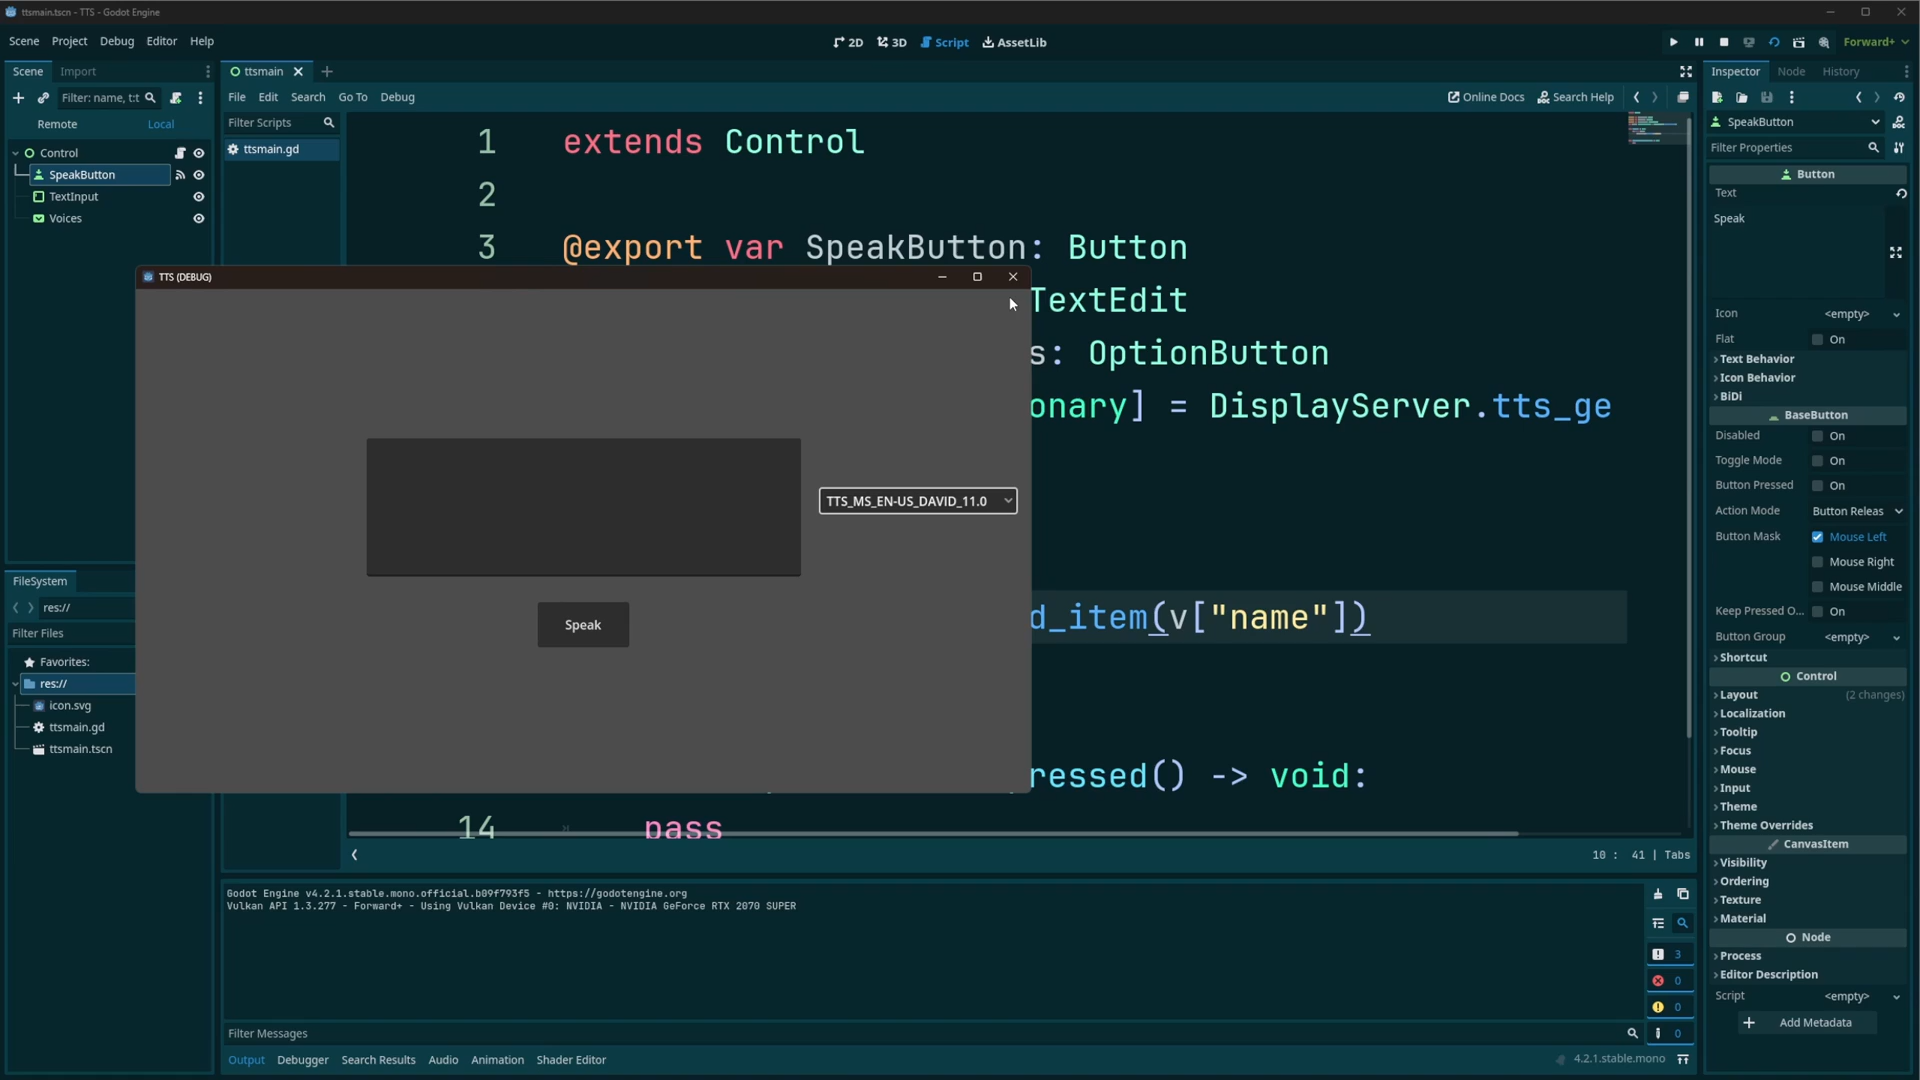 ttsmain.tscn - TTS - Godot Engine
Scene Project Debug Editor Help
2D 3D Script AssetLib
Forward+
Scene Import
Filter: name, t:t
Remote Local
Control
SpeakButton
TextInput
Voices
ttsmain
File Edit Search Go To Debug
Online Docs Search Help
Filter Scripts
ttsmain.gd
1 extends Control
2
3 @export var SpeakButton: Button
TextEdit
s: OptionButton
onary] = DisplayServer.tts_ge
d_item(v["name"])
ressed() -> void:
14 pass
10 : 41 | Tabs
TTS (DEBUG)
TTS_MS_EN-US_DAVID_11.0
Speak
FileSystem
res://
Filter Files
Favorites:
res://
icon.svg
ttsmain.gd
ttsmain.tscn
Godot Engine v4.2.1.stable.mono.official.b09f793f5 - https://godotengine.org
Vulkan API 1.3.277 - Forward+ - Using Vulkan Device #0: NVIDIA - NVIDIA GeForce RTX 2070 SUPER
3
0
0
0
Filter Messages
Output Debugger Search Results Audio Animation Shader Editor
4.2.1.stable.mono
Inspector Node History
SpeakButton
Filter Properties
Button
Text
Speak
Icon <empty>
Flat On
Text Behavior
Icon Behavior
BiDi
BaseButton
Disabled On
Toggle Mode On
Button Pressed On
Action Mode Button Releas
Button Mask Mouse Left
Mouse Right
Mouse Middle
Keep Pressed O... On
Button Group <empty>
Shortcut
Control
Layout (2 changes)
Localization
Tooltip
Focus
Mouse
Input
Theme
Theme Overrides
CanvasItem
Visibility
Ordering
Texture
Material
Node
Process
Editor Description
Script <empty>
Add Metadata